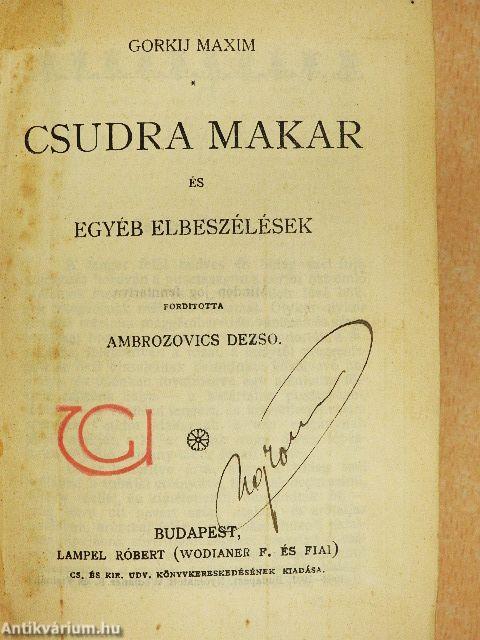 GORKIJ MAXIM
*
CSUDRA MAKAR
ÉS
EGYÉB ELBESZÉLÉSEK
FORDITOTTA
AMBROZOVICS DEZSO.
BUDAPEST,
LAMPEL RÓBERT (WODIANER F. ÉS FIAI)
CS. ÉS KIR. UDV. KÖNYVKERESKEDÉSÉNEK KIADÁSA.
Antikvárium.hu